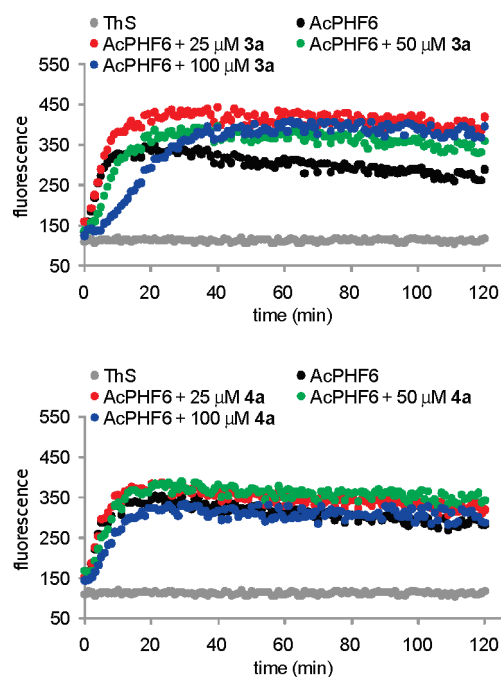 ThS AcPHF6
AcPHF6 + 25 μM 3a AcPHF6 + 50 μM 3a
AcPHF6 + 100 μM 3a
550
450
350
250
150
50
fluorescence
0 20 40 60 80 100 120
time (min)
ThS AcPHF6
AcPHF6 + 25 μM 4a AcPHF6 + 50 μM 4a
AcPHF6 + 100 μM 4a
550
450
350
250
150
50
fluorescence
0 20 40 60 80 100 120
time (min)